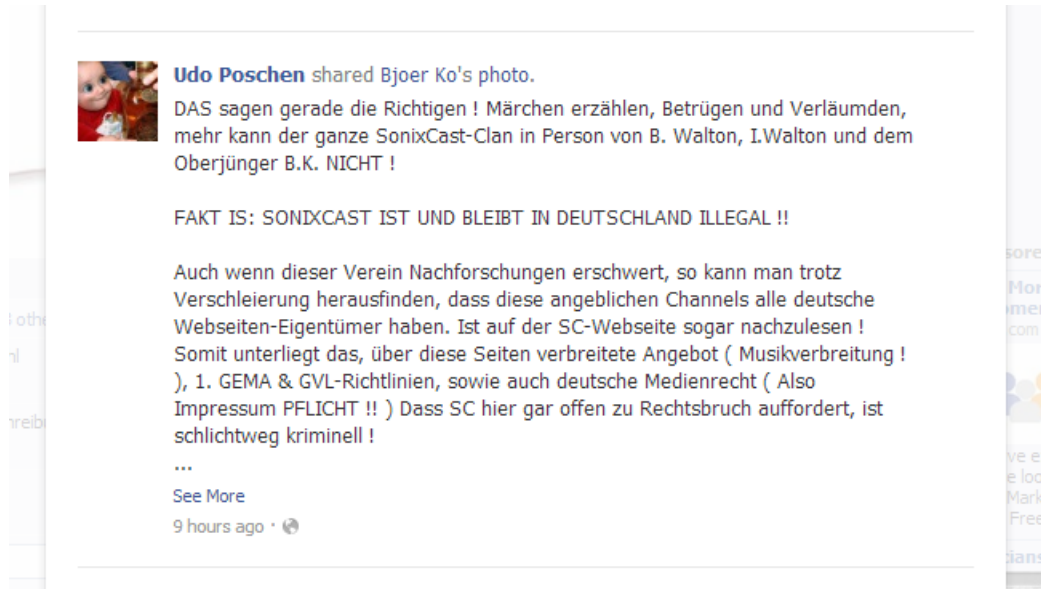 Udo Poschen shared Bjoer Ko's photo.
DAS sagen gerade die Richtigen ! Märchen erzählen, Betrügen und Verläumden,
mehr kann der ganze SonixCast-Clan in Person von B. Walton, I.Walton und dem
Oberjünger B.K. NICHT !
FAKT IS: SONIXCAST IST UND BLEIBT IN DEUTSCHLAND ILLEGAL !!
Auch wenn dieser Verein Nachforschungen erschwert, so kann man trotz
Verschleierung herausfinden, dass diese angeblichen Channels alle deutsche
Webseiten-Eigentümer haben. Ist auf der SC-Webseite sogar nachzulesen !
Somit unterliegt das, über diese Seiten verbreitete Angebot ( Musikverbreitung !
), 1. GEMA & GVL-Richtlinien, sowie auch deutsche Medienrecht ( Also
Impressum PFLICHT !! ) Dass SC hier gar offen zu Rechtsbruch auffordert, ist
schlichtweg kriminell !
...
See More
9 hours ago ·